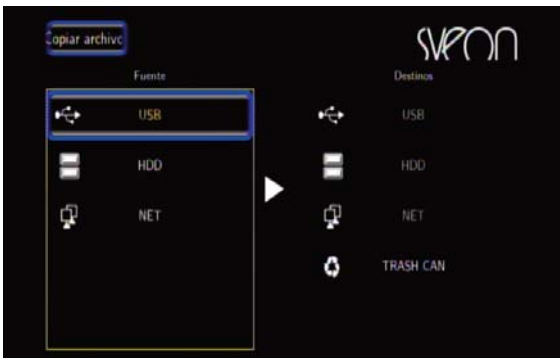 Copiar archivo
sveon
Fuente
Destinos
USB
USB
HDD
HDD
NET
NET
TRASH CAN